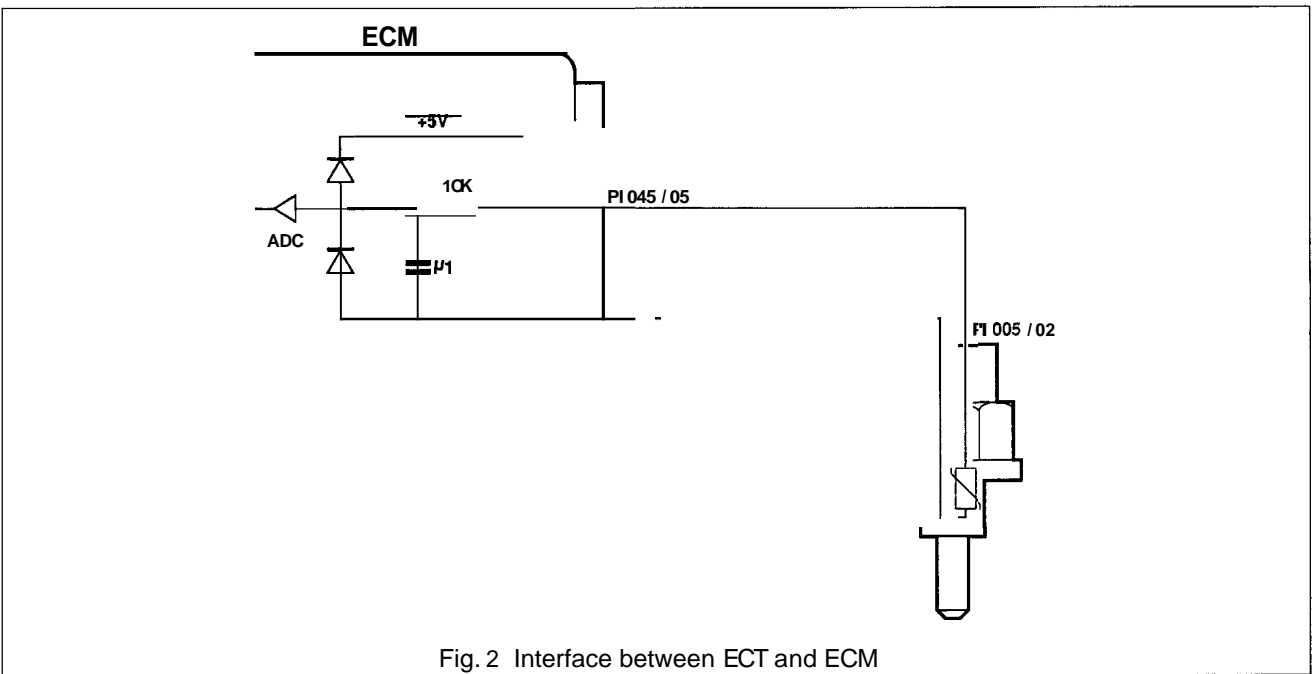 ECM
+5V
10K
PI 045 / 05
ADC
µ1
PI 005 / 02
Fig. 2 Interface between ECT and ECM